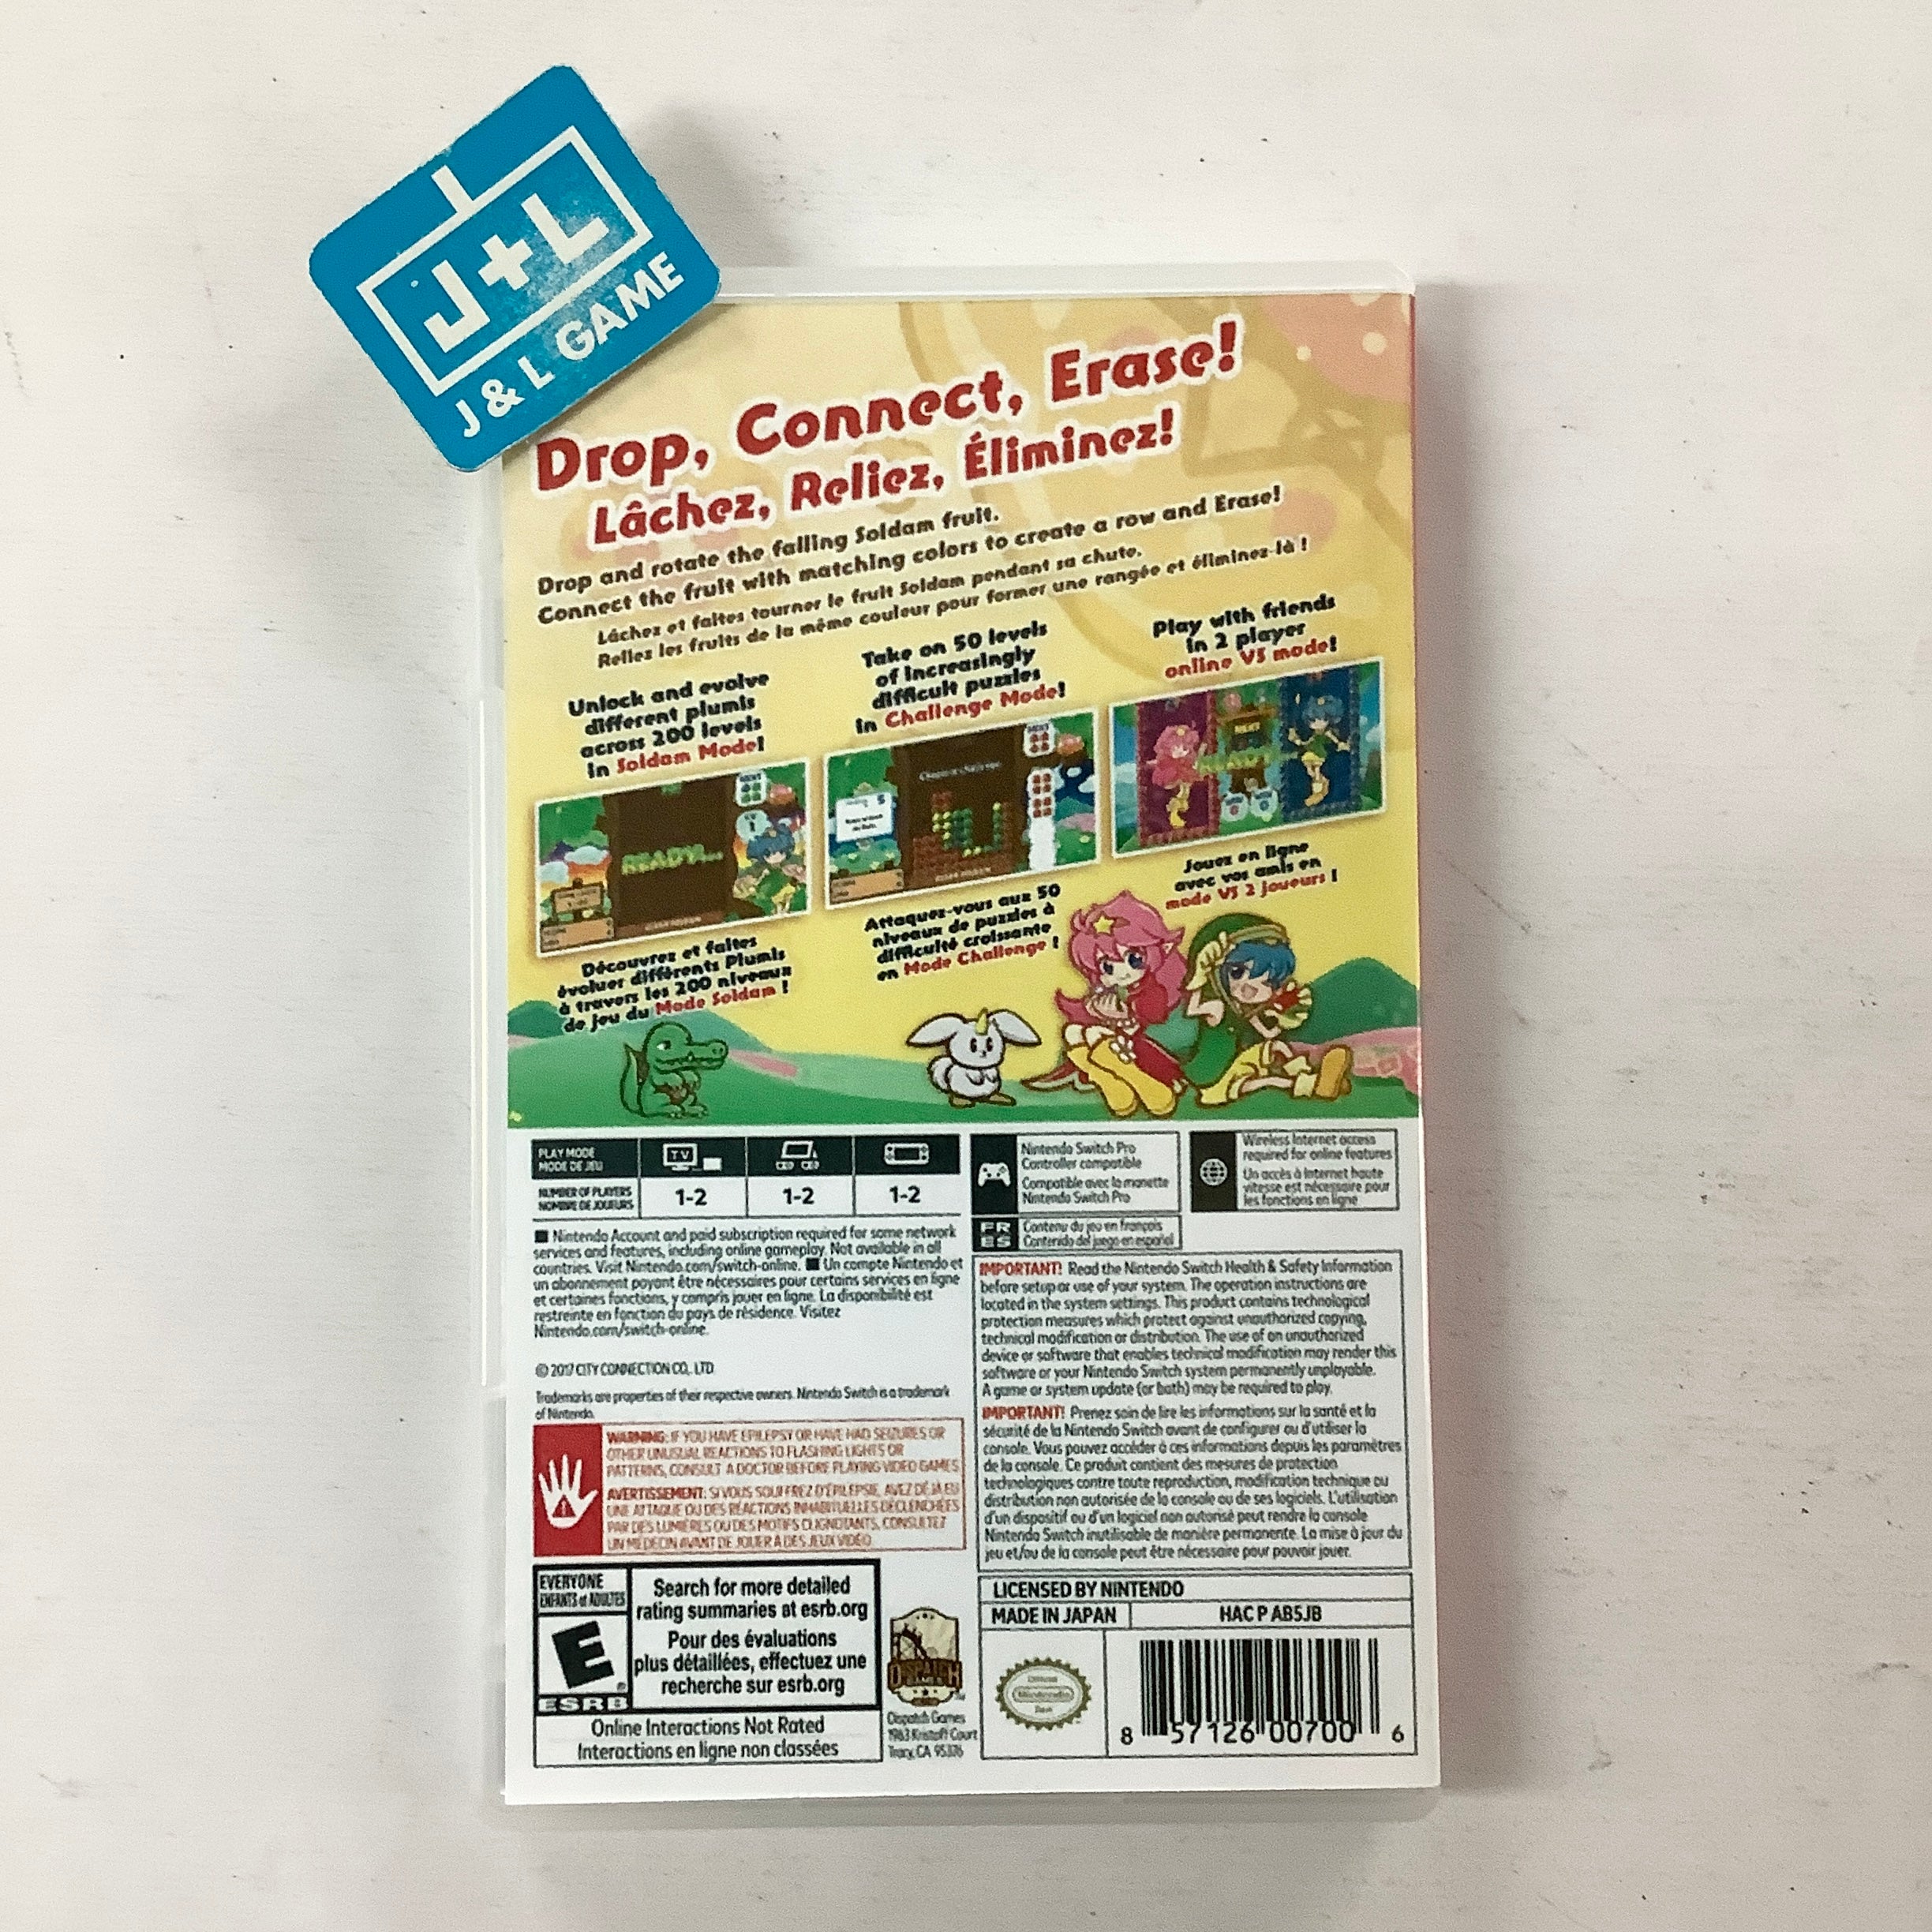 J+L
J & L GAME
Drop, Connect, Erase!
Lâchez, Reliez, Éliminez!
Drop and rotate the falling Soldam fruit.
Connect the fruit with matching colors to create a row and Erase!
Lâchez et faites tourner le fruit Soldam pendant sa chute.
Reliez les fruits de la même couleur pour former une rangée et éliminez-là !
Unlock and evolve
different plumis
across 200 levels
in Soldam Mode!
Take on 50 levels
of increasingly
difficult puzzles
in Challenge Mode!
Play with friends
in 2 player
online VS mode!
READY...
READY
Découvrez et faites
évoluer différents Plumis
à travers les 200 niveaux
de jeu du Mode Soldam !
Attaquez-vous aux 50
niveaux de puzzles à
difficulté croissante
en Mode Challenge !
Jouez en ligne
avec vos amis en
mode VS 2 joueurs !
PLAY MODE
MODE DE JEU
TV
NUMBER OF PLAYERS
NOMBRE DE JOUEURS
1-2
1-2
1-2
Nintendo Switch Pro
Controller compatible
Compatible avec la manette
Nintendo Switch Pro
Wireless Internet access
required for online features
Un accès à Internet haute
vitesse est nécessaire pour
les fonctions en ligne
FR
ES
Contenu du jeu en français
Contenido del juego en español
■ Nintendo Account and paid subscription required for some network
services and features, including online gameplay. Not available in all
countries. Visit Nintendo.com/switch-online. ■ Un compte Nintendo et
un abonnement payant être nécessaires pour certains services en ligne
et certaines fonctions, y compris jouer en ligne. La disponibilité est
restreinte en fonction du pays de résidence. Visitez
Nintendo.com/switch-online.
© 2017 CITY CONNECTION CO., LTD.
Trademarks are properties of their respective owners. Nintendo Switch is a trademark
of Nintendo.
WARNING: IF YOU HAVE EPILEPSY OR HAVE HAD SEIZURES OR
OTHER UNUSUAL REACTIONS TO FLASHING LIGHTS OR
PATTERNS, CONSULT A DOCTOR BEFORE PLAYING VIDEO GAMES
AVERTISSEMENT: SI VOUS SOUFFREZ D'ÉPILEPSIE, AVEZ DÉJÀ EU
UNE ATTAQUE OU DES RÉACTIONS INHABITUELLES DÉCLENCHÉES
PAR DES LUMIÈRES OU DES MOTIFS CLIGNOTANTS, CONSULTEZ
UN MÉDECIN AVANT DE JOUER À DES JEUX VIDÉO
IMPORTANT! Read the Nintendo Switch Health & Safety Information
before setup or use of your system. The operation instructions are
located in the system settings. This product contains technological
protection measures which protect against unauthorized copying,
technical modification or distribution. The use of an unauthorized
device or software that enables technical modification may render this
software or your Nintendo Switch system permanently unplayable.
A game or system update (or both) may be required to play.
IMPORTANT! Prenez soin de lire les informations sur la santé et la
sécurité de la Nintendo Switch avant de configurer ou d'utiliser la
console. Vous pouvez accéder à ces informations depuis les paramètres
de la console. Ce produit contient des mesures de protection
technologiques contre toute reproduction, modification technique ou
distribution non autorisée de la console ou de ses logiciels. L'utilisation
d'un dispositif ou d'un logiciel non autorisé peut rendre la console
Nintendo Switch inutilisable de manière permanente. La mise à jour du
jeu et/ou de la console peut être nécessaire pour pouvoir jouer.
EVERYONE
ENFANTS et ADULTES
E
ESRB
Search for more detailed
rating summaries at esrb.org
Pour des évaluations
plus détaillées, effectuez une
recherche sur esrb.org
Online Interactions Not Rated
Interactions en ligne non classées
DISPATCH
Dispatch Games
1963 Kristoff Court
Tracy, CA 95376
LICENSED BY NINTENDO
MADE IN JAPAN
HAC P AB5JB
Nintendo
8 57126 00700 6